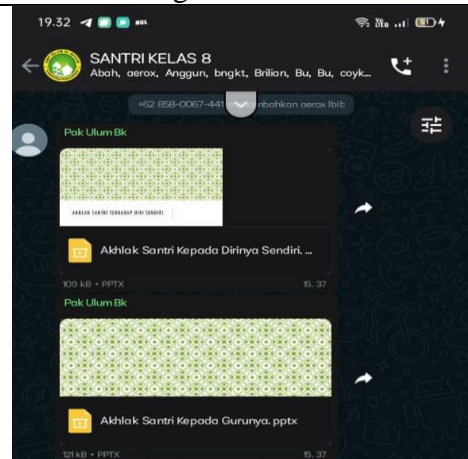 19.32
SANTRI KELAS 8
Abah, aerox, Anggun, bngkt, Brilian, Bu, Bu, coyk...
+62 858-0067-441 nbahkan aerox lbib
Pak Ulum Bk
AKHLAK SANTRI TERHADAP DIRI SENDIRI
Akhlak Santri Kepada Dirinya Sendiri. ...
109 kB • PPTX 15.37
Pak Ulum Bk
Akhlak Santri Kepada Gurunya.pptx
121 kB • PPTX 15.37